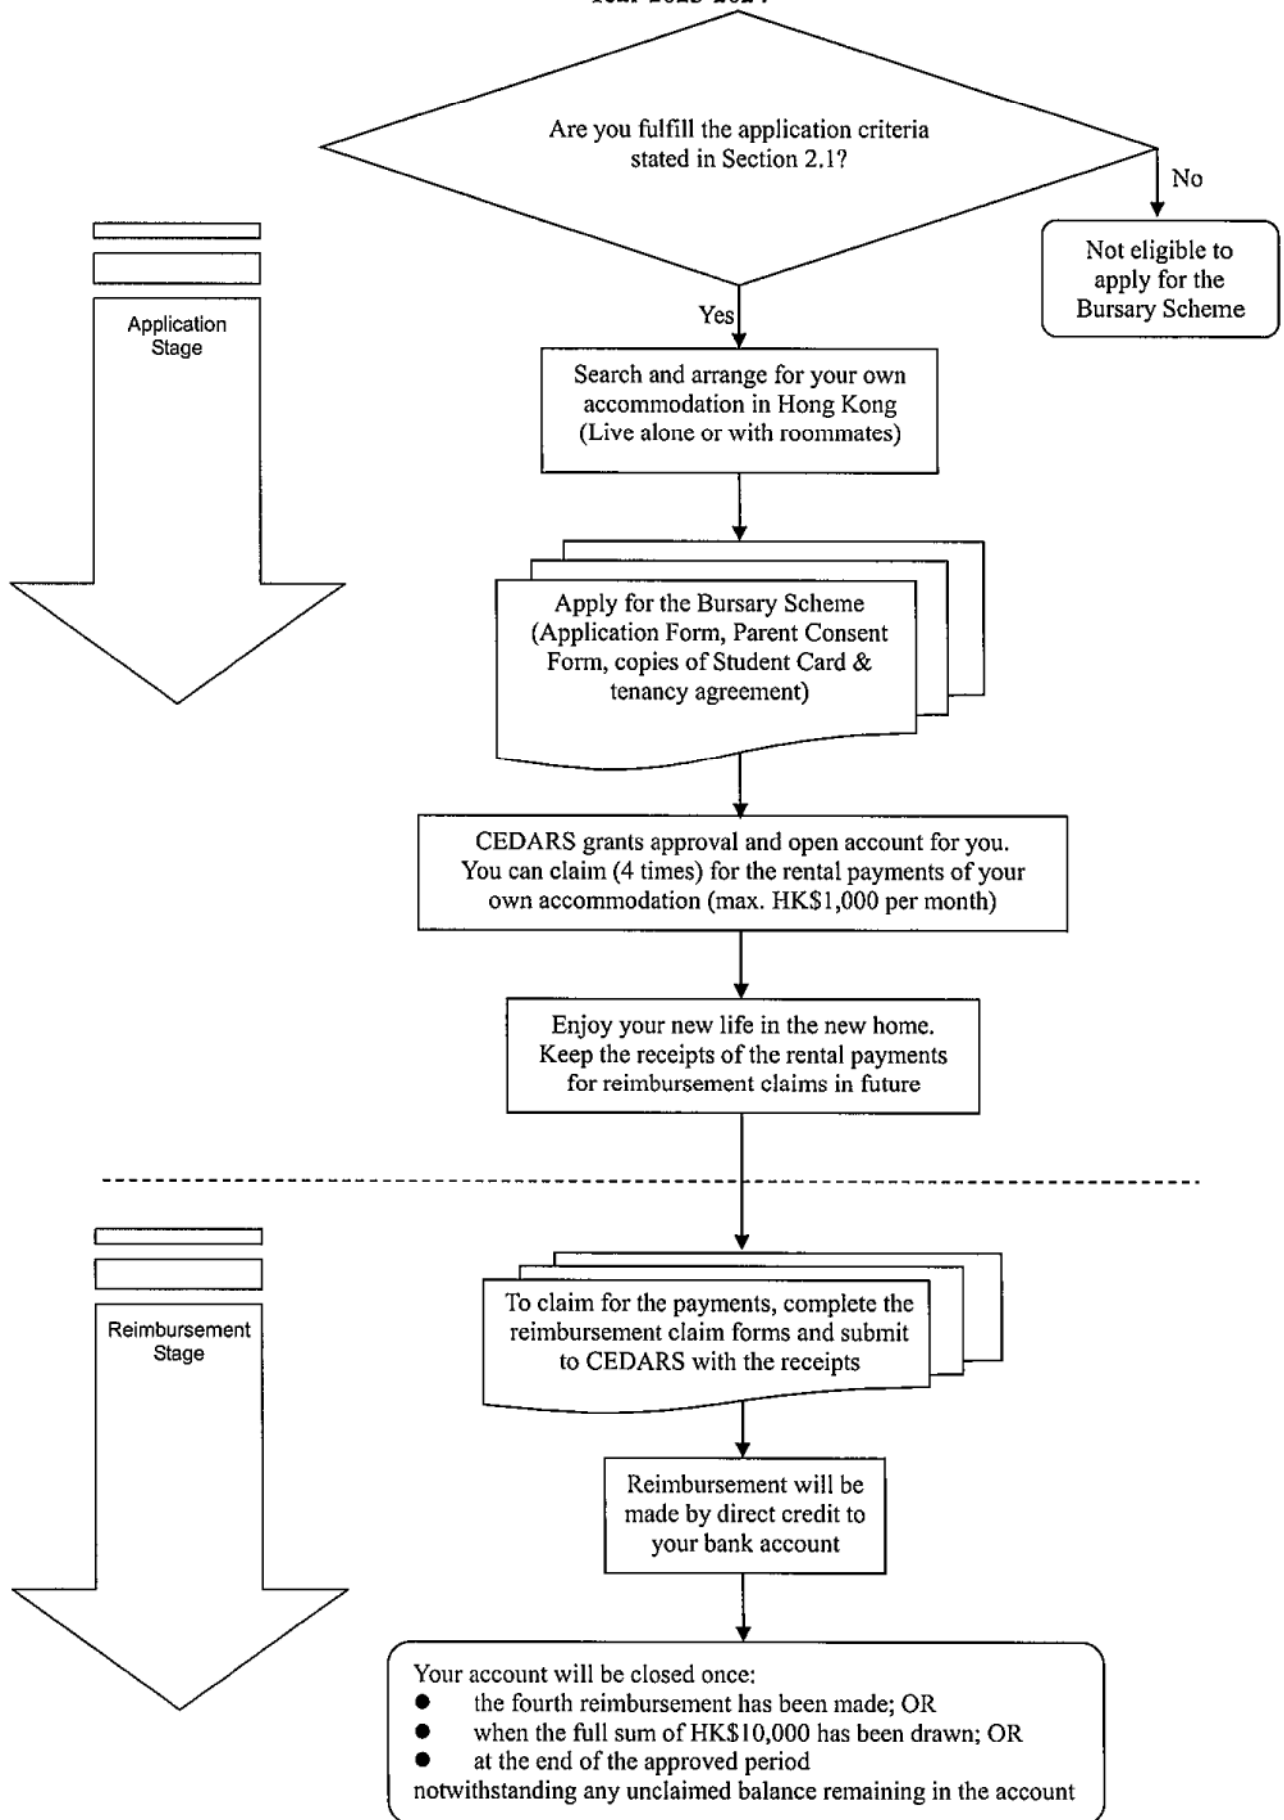 Are you fulfill the application criteria
stated in Section 2.1?
No
Not eligible to
apply for the
Bursary Scheme
Yes
Application
Stage
Search and arrange for your own
accommodation in Hong Kong
(Live alone or with roommates)
Apply for the Bursary Scheme
(Application Form, Parent Consent
Form, copies of Student Card &
tenancy agreement)
CEDARS grants approval and open account for you.
You can claim (4 times) for the rental payments of your
own accommodation (max. HK$1,000 per month)
Enjoy your new life in the new home.
Keep the receipts of the rental payments
for reimbursement claims in future
Reimbursement
Stage
To claim for the payments, complete the
reimbursement claim forms and submit
to CEDARS with the receipts
Reimbursement will be
made by direct credit to
your bank account
Your account will be closed once:
● the fourth reimbursement has been made; OR
● when the full sum of HK$10,000 has been drawn; OR
● at the end of the approved period
notwithstanding any unclaimed balance remaining in the account